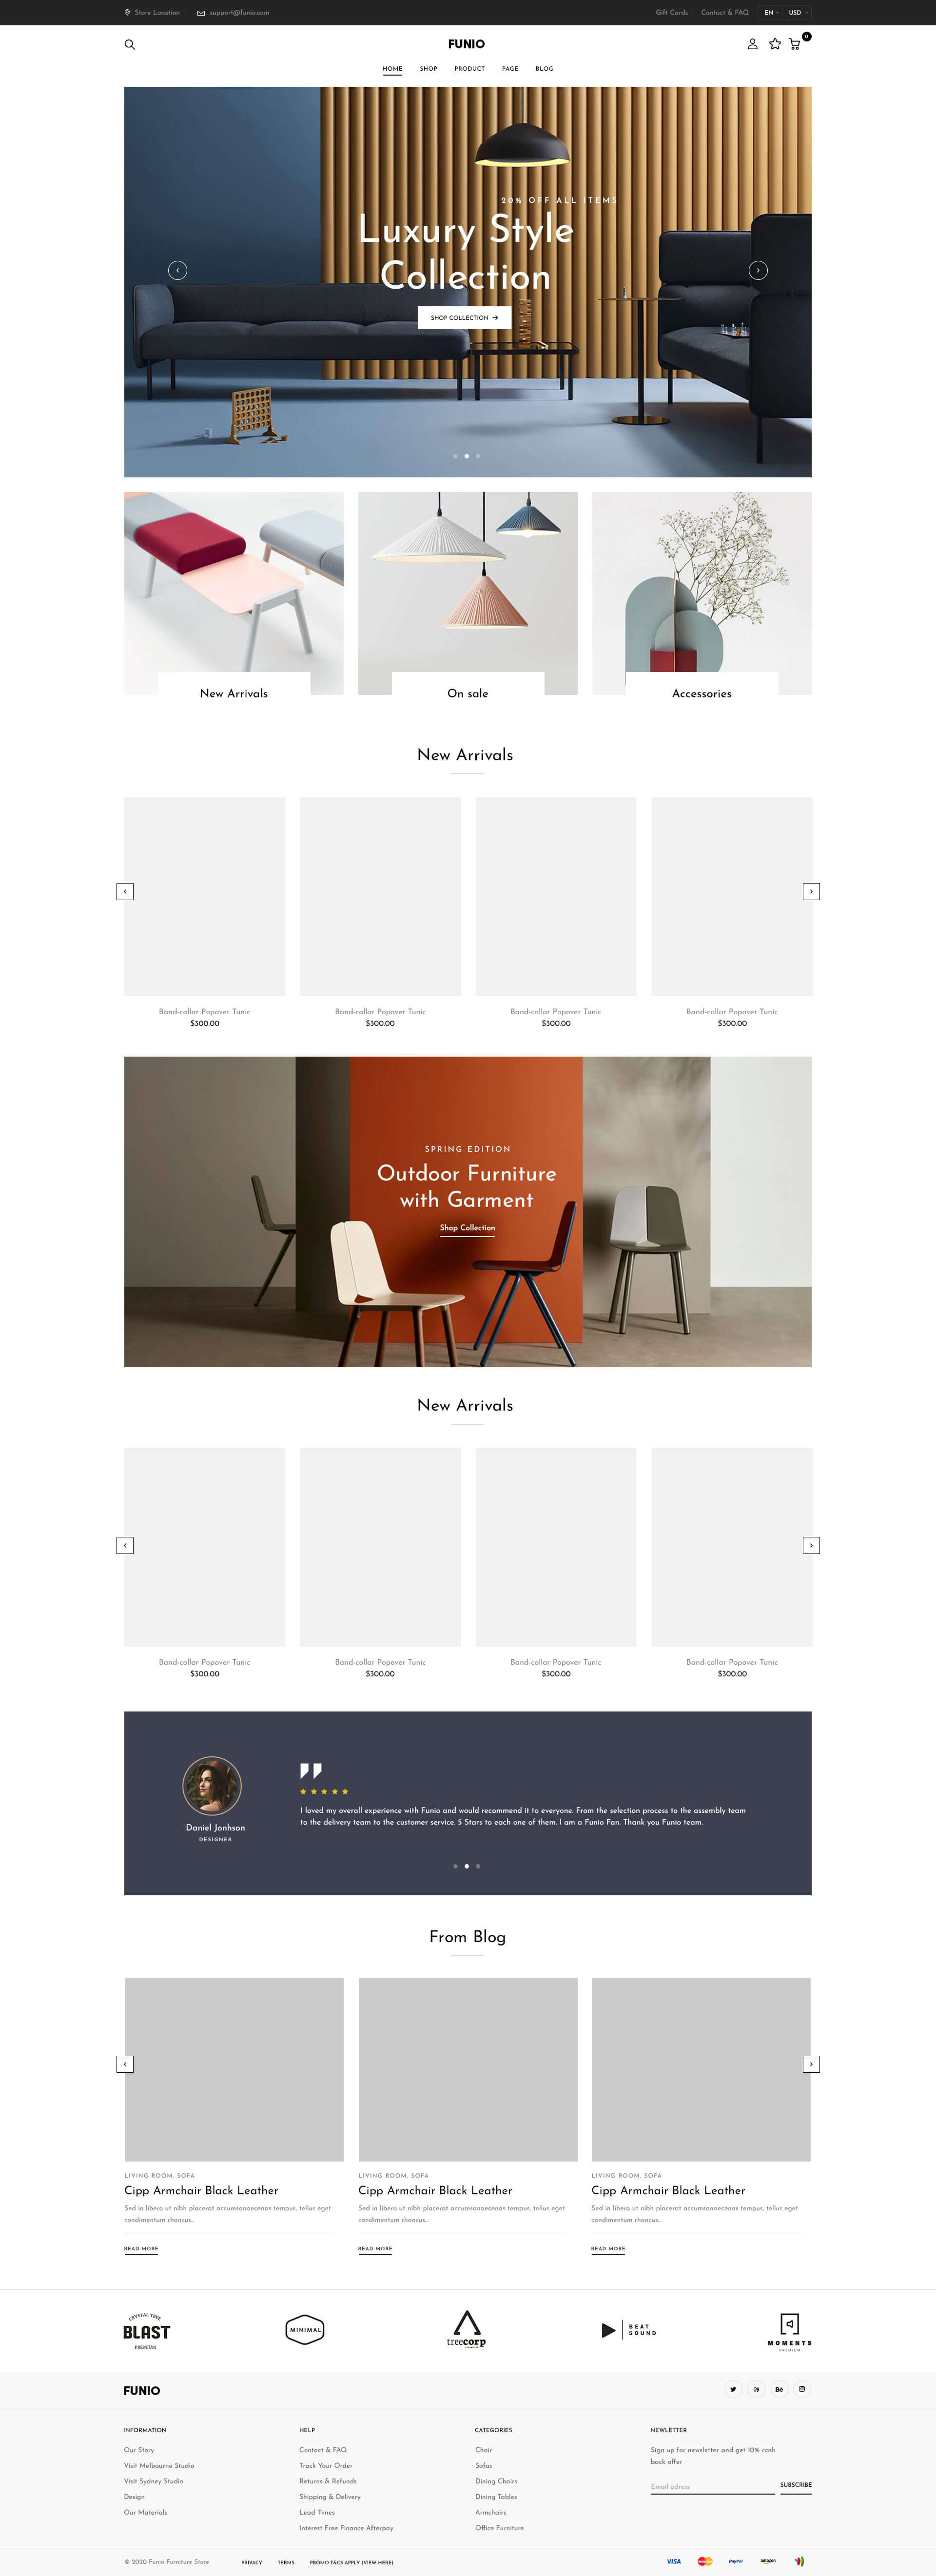 Store Location
support@funio.com
Gift Cards
Contact & FAQ
EN
USD
FUNIO
0
HOME
SHOP
PRODUCT
PAGE
BLOG
20% OFF ALL ITEMS
Luxury Style
Collection
SHOP COLLECTION
New Arrivals
On sale
Accessories
New Arrivals
Band-collar Popover Tunic
$300.00
Band-collar Popover Tunic
$300.00
Band-collar Popover Tunic
$300.00
Band-collar Popover Tunic
$300.00
SPRING EDITION
Outdoor Furniture
with Garment
Shop Collection
New Arrivals
Band-collar Popover Tunic
$300.00
Band-collar Popover Tunic
$300.00
Band-collar Popover Tunic
$300.00
Band-collar Popover Tunic
$300.00
Daniel Jonhson
DESIGNER
I loved my overall experience with Funio and would recommend it to everyone. From the selection process to the assembly team
to the delivery team to the customer service. 5 Stars to each one of them. I am a Funio Fan. Thank you Funio team.
From Blog
LIVING ROOM, SOFA
Cipp Armchair Black Leather
Sed in libero ut nibh placerat accumsanaecenas tempus, tellus eget
condimentum rhoncus...
READ MORE
LIVING ROOM, SOFA
Cipp Armchair Black Leather
Sed in libero ut nibh placerat accumsanaecenas tempus, tellus eget
condimentum rhoncus...
READ MORE
LIVING ROOM, SOFA
Cipp Armchair Black Leather
Sed in libero ut nibh placerat accumsanaecenas tempus, tellus eget
condimentum rhoncus...
READ MORE
CRYSTAL TREE
BLAST
PREMIUM
MINIMAL
treecorp
BEAT
SOUND
MOMENTS
PREMIUM
FUNIO
Bē
INFORMATION
Our Story
Visit Melbourne Studio
Visit Sydney Studio
Design
Our Materials
HELP
Contact & FAQ
Track Your Order
Returns & Refunds
Shipping & Delivery
Lead Times
Interest Free Finance Afterpay
CATEGORIES
Chair
Sofas
Dining Chairs
Dining Tables
Armchairs
Office Furniture
NEWLETTER
Sign up for newsletter and get 10% cash
back offer
Email adress
SUBSCRIBE
© 2020 Funio Furniture Store
PRIVACY
TERMS
PROMO T&CS APPLY (VIEW HERE)
VISA
PayPal
amazon